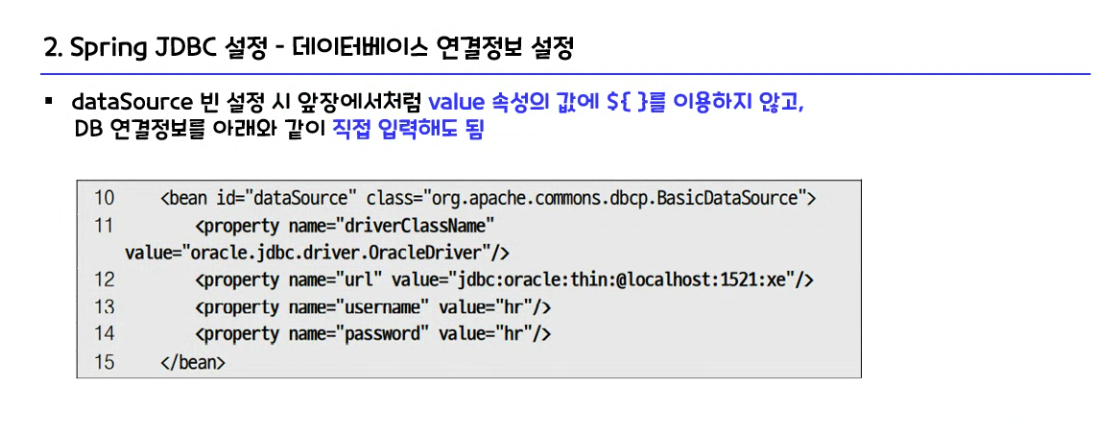 2. Spring JDBC 설정 - 데이터베이스 연결정보 설정
▪ dataSource 빈 설정 시 앞장에서처럼 value 속성의 값에 ${ }를 이용하지 않고,
DB 연결정보를 아래와 같이 직접 입력해도 됨
10 <bean id="dataSource" class="org.apache.commons.dbcp.BasicDataSource">
11 <property name="driverClassName"
value="oracle.jdbc.driver.OracleDriver"/>
12 <property name="url" value="jdbc:oracle:thin:@localhost:1521:xe"/>
13 <property name="username" value="hr"/>
14 <property name="password" value="hr"/>
15 </bean>